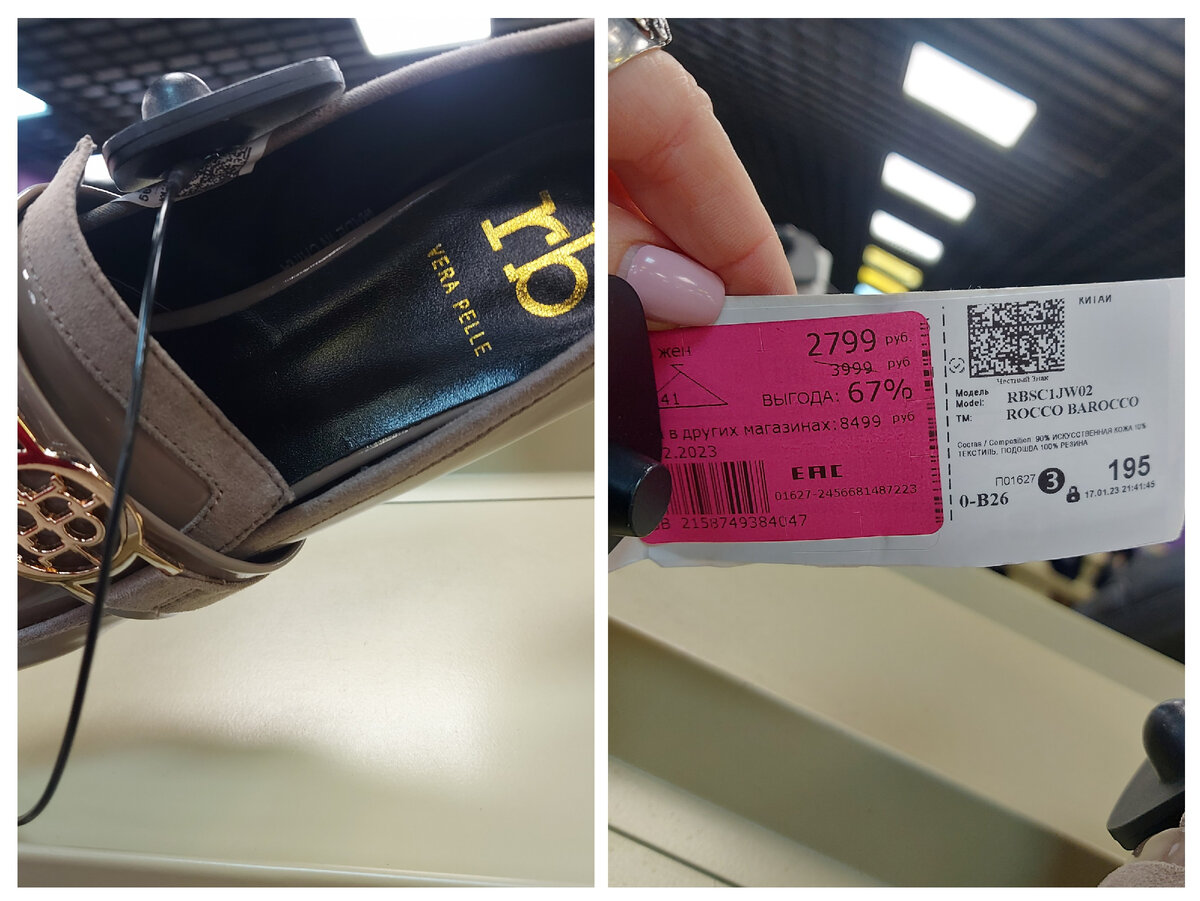 rb
VERA PELLE
жен
2799 руб.
3999 руб
41
ВЫГОДА: 67%
в других магазинах: 8499 руб
2.2023
EAC
01627-2456681487223
2158749384047
КИТАЙ
Честный Знак
Модель
Model: RBSC1JW02
TM: ROCCO BAROCCO
Состав / Composition 90% ИСКУССТВЕННАЯ КОЖА 10%
ТЕКСТИЛЬ, ПОДОШВА 100% РЕЗИНА
П01627 3 195
0-B26 17.01.23 21:41:45